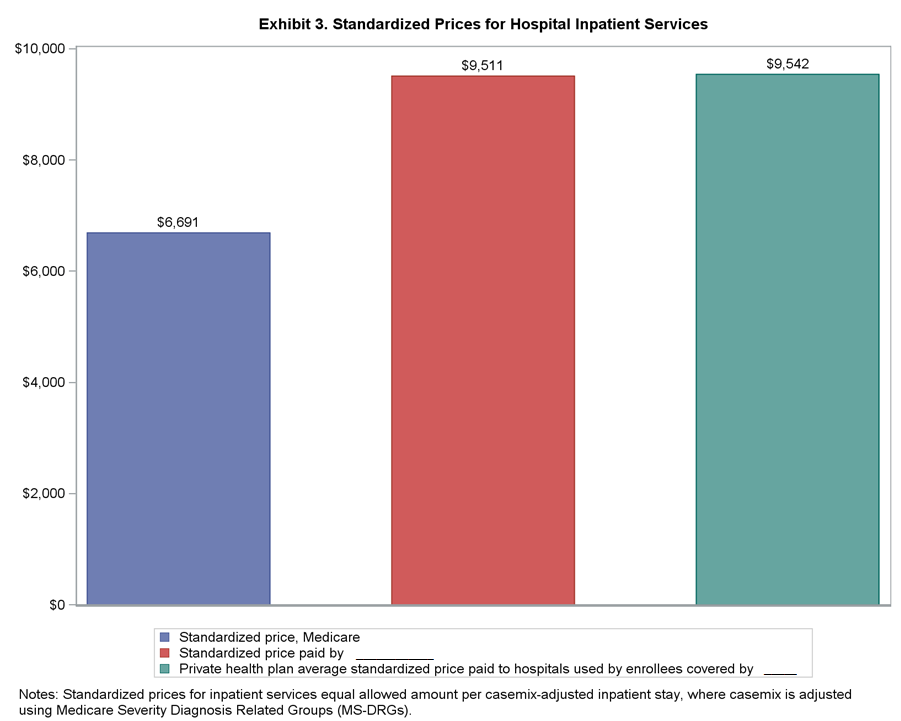 Exhibit 3. Standardized Prices for Hospital Inpatient Services
$10,000
$8,000
$6,000
$4,000
$2,000
$0
$6,691
$9,511
$9,542
Standardized price, Medicare
Standardized price paid by __________
Private health plan average standardized price paid to hospitals used by enrollees covered by ____
Notes: Standardized prices for inpatient services equal allowed amount per casemix-adjusted inpatient stay, where casemix is adjusted
using Medicare Severity Diagnosis Related Groups (MS-DRGs).